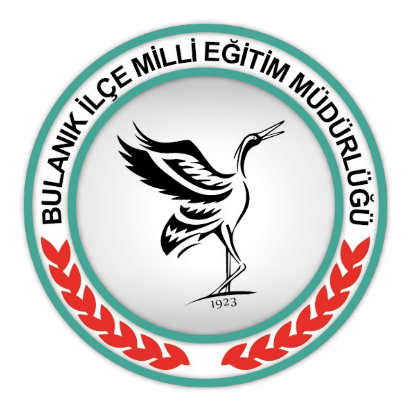 BULANIK İLÇE MİLLİ EĞİTİM MÜDÜRLÜĞÜ
1923